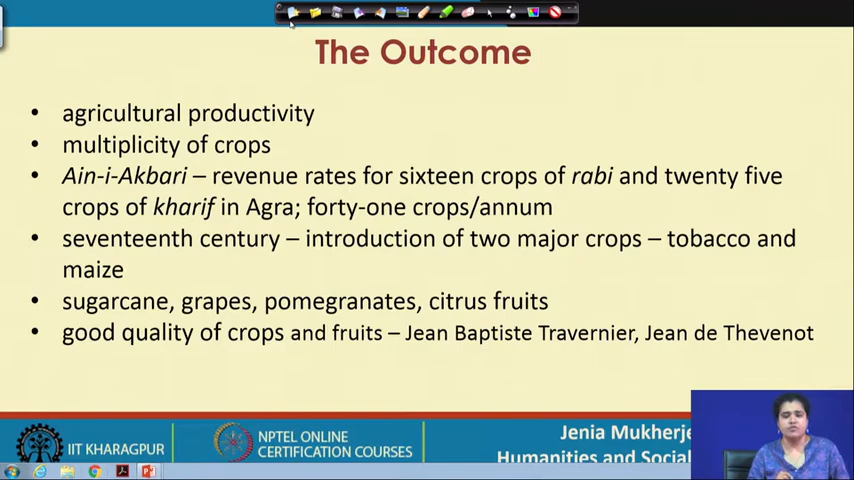 The Outcome
• agricultural productivity
• multiplicity of crops
• Ain-i-Akbari – revenue rates for sixteen crops of rabi and twenty five
crops of kharif in Agra; forty-one crops/annum
• seventeenth century – introduction of two major crops – tobacco and
maize
• sugarcane, grapes, pomegranates, citrus fruits
• good quality of crops and fruits – Jean Baptiste Travernier, Jean de Thevenot
IIT KHARAGPUR
NPTEL ONLINE
CERTIFICATION COURSES
Jenia Mukherje
Humanities and Social